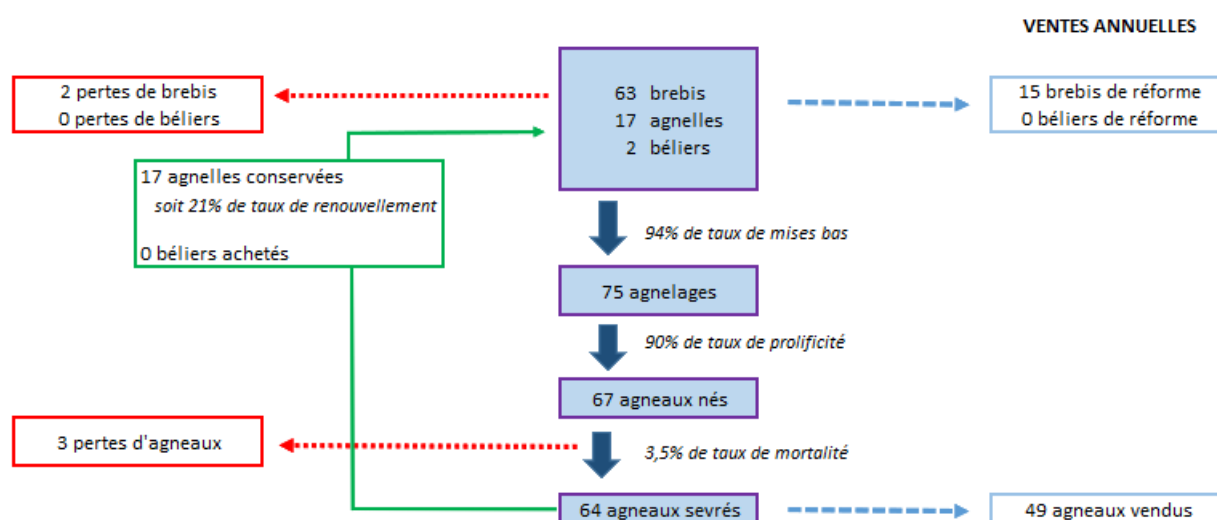 VENTES ANNUELLES
2 pertes de brebis
0 pertes de béliers
63 brebis
17 agnelles
2 béliers
15 brebis de réforme
0 béliers de réforme
17 agnelles conservées
soit 21% de taux de renouvellement
0 béliers achetés
94% de taux de mises bas
75 agnelages
90% de taux de prolificité
67 agneaux nés
3 pertes d'agneaux
3,5% de taux de mortalité
64 agneaux sevrés
49 agneaux vendus